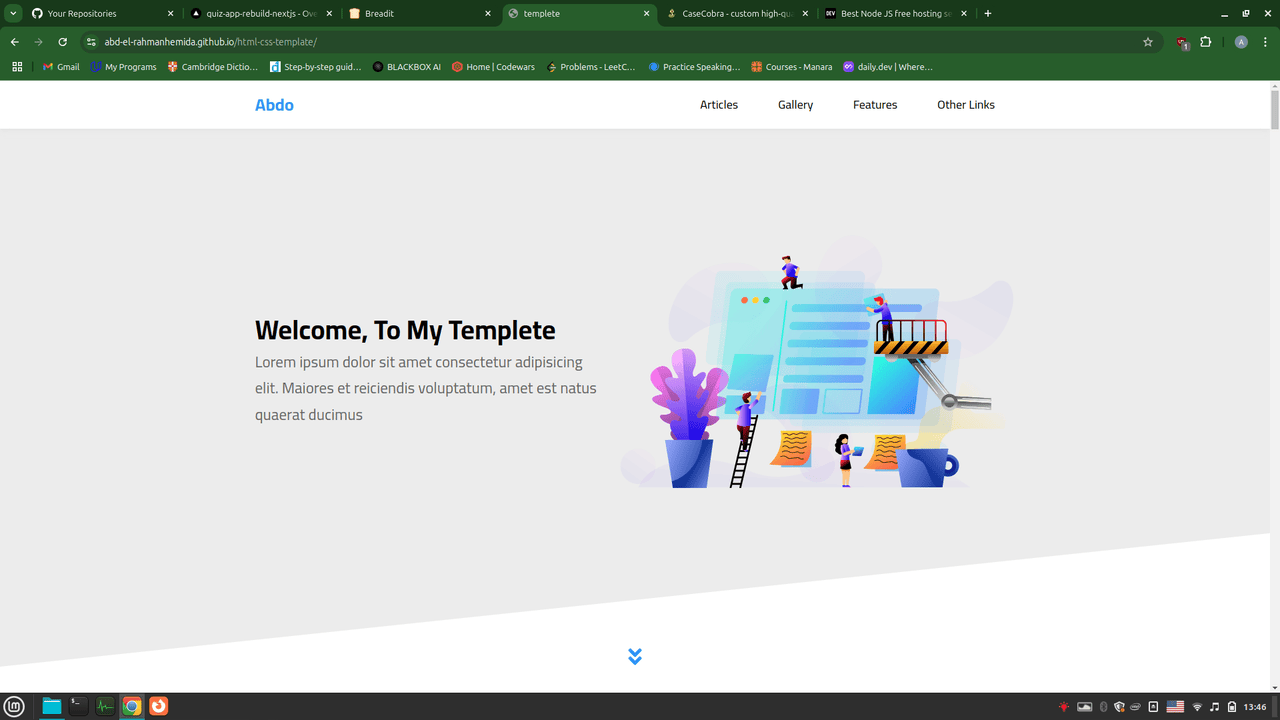 Your Repositories
quiz-app-rebuild-nextjs - Ove
Breadit
templete
CaseCobra - custom high-qua
DEV
Best Node JS free hosting se
abd-el-rahmanhemida.github.io/html-css-template/
1
A
Gmail
My Programs
Cambridge Dictio…
Step-by-step guid…
BLACKBOX AI
Home | Codewars
Problems - LeetC…
Practice Speaking…
Courses - Manara
daily.dev | Where…
Abdo
Articles
Gallery
Features
Other Links
Welcome, To My Templete
Lorem ipsum dolor sit amet consectetur adipisicing
elit. Maiores et reiciendis voluptatum, amet est natus
quaerat ducimus
13:46